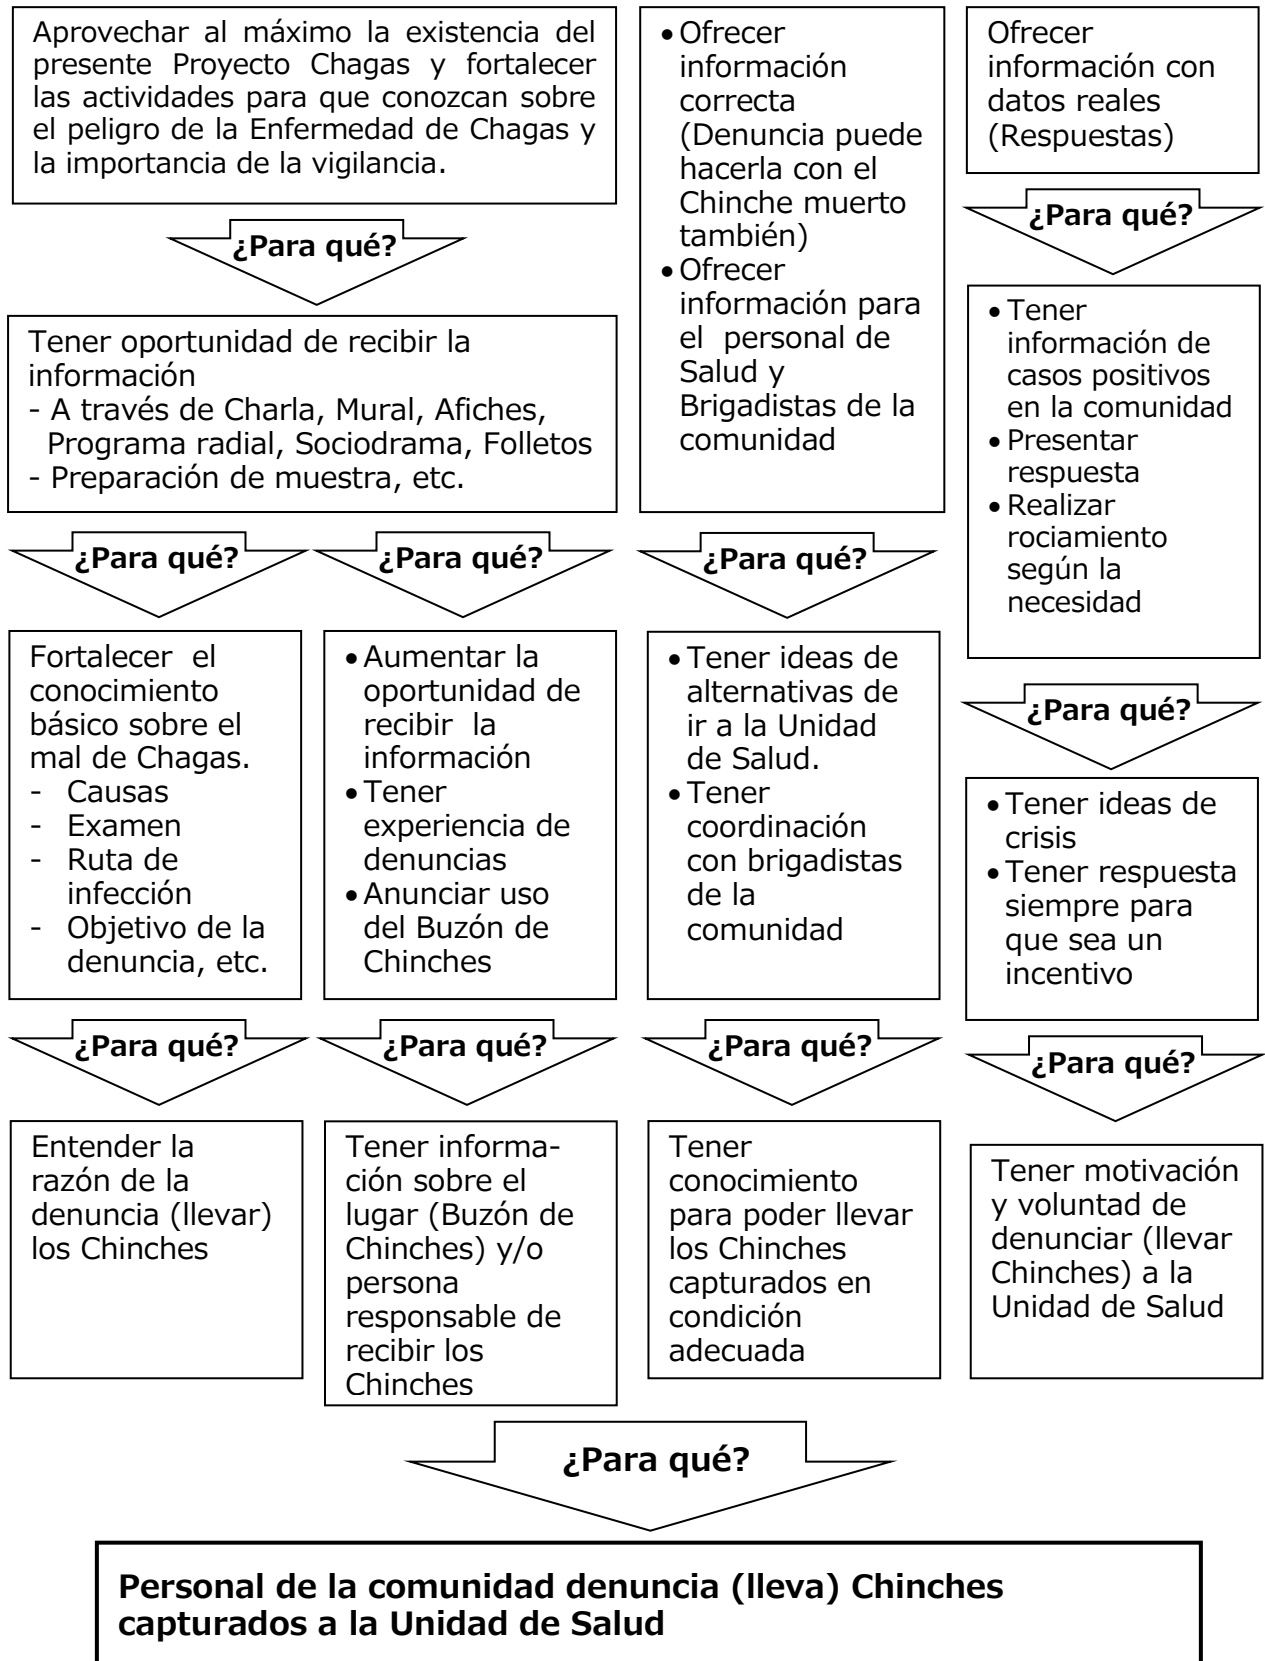 Aprovechar al máximo la existencia del
presente Proyecto Chagas y fortalecer
las actividades para que conozcan sobre
el peligro de la Enfermedad de Chagas y
la importancia de la vigilancia.
¿Para qué?
Tener oportunidad de recibir la
información
- A través de Charla, Mural, Afiches,
Programa radial, Sociodrama, Folletos
- Preparación de muestra, etc.
¿Para qué?
Fortalecer el
conocimiento
básico sobre el
mal de Chagas.
- Causas
- Examen
- Ruta de
infección
- Objetivo de la
denuncia, etc.
¿Para qué?
Entender la
razón de la
denuncia (llevar)
los Chinches
¿Para qué?
• Aumentar la
oportunidad de
recibir la
información
• Tener
experiencia de
denuncias
• Anunciar uso
del Buzón de
Chinches
¿Para qué?
Tener informa-
ción sobre el
lugar (Buzón de
Chinches) y/o
persona
responsable de
recibir los
Chinches
• Ofrecer
información
correcta
(Denuncia puede
hacerla con el
Chinche muerto
también)
• Ofrecer
información para
el personal de
Salud y
Brigadistas de la
comunidad
¿Para qué?
• Tener ideas de
alternativas de
ir a la Unidad
de Salud.
• Tener
coordinación
con brigadistas
de la
comunidad
¿Para qué?
Tener
conocimiento
para poder llevar
los Chinches
capturados en
condición
adecuada
Ofrecer
información con
datos reales
(Respuestas)
¿Para qué?
• Tener
información de
casos positivos
en la comunidad
• Presentar
respuesta
• Realizar
rociamiento
según la
necesidad
¿Para qué?
• Tener ideas de
crisis
• Tener respuesta
siempre para
que sea un
incentivo
¿Para qué?
Tener motivación
y voluntad de
denunciar (llevar
Chinches) a la
Unidad de Salud
¿Para qué?
Personal de la comunidad denuncia (lleva) Chinches
capturados a la Unidad de Salud